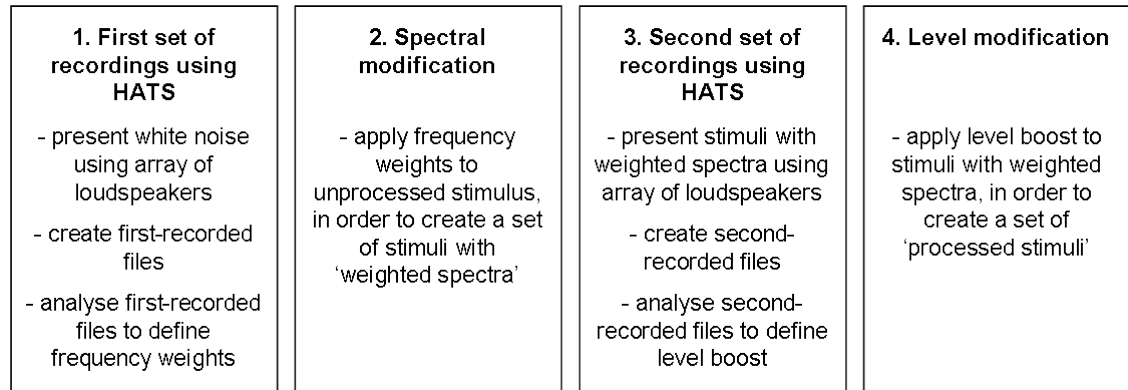 1. First set of
recordings using
HATS
- present white noise
using array of
loudspeakers
- create first-recorded
files
- analyse first-recorded
files to define
frequency weights
2. Spectral
modification
- apply frequency
weights to
unprocessed stimulus,
in order to create a set
of stimuli with
‘weighted spectra’
3. Second set of
recordings using
HATS
- present stimuli with
weighted spectra using
array of loudspeakers
- create second-
recorded files
- analyse second-
recorded files to define
level boost
4. Level modification
- apply level boost to
stimuli with weighted
spectra, in order to
create a set of
‘processed stimuli’